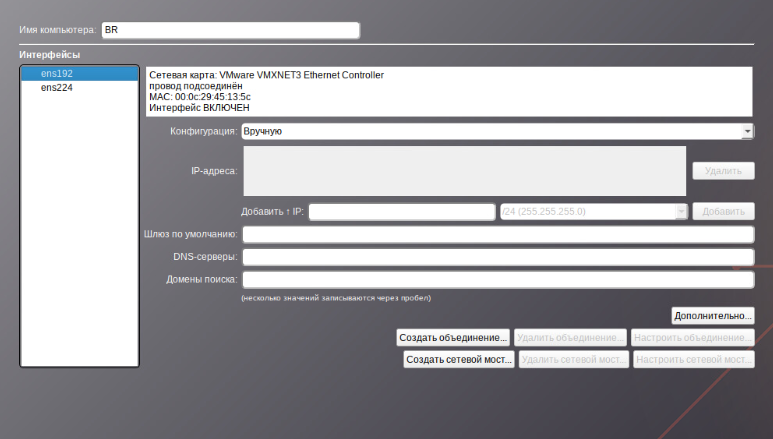 Имя компьютера: BR
Интерфейсы
ens192
ens224
Сетевая карта: VMware VMXNET3 Ethernet Controller
провод подсоединён
MAC: 00:0c:29:45:13:5c
Интерфейс ВКЛЮЧЕН
Конфигурация: Вручную
IP-адреса: Удалить
Добавить ↑ IP: /24 (255.255.255.0) Добавить
Шлюз по умолчанию:
DNS-серверы:
Домены поиска:
(несколько значений записываются через пробел)
Дополнительно...
Создать объединение... Удалить объединение... Настроить объединение...
Создать сетевой мост... Удалить сетевой мост... Настроить сетевой мост...